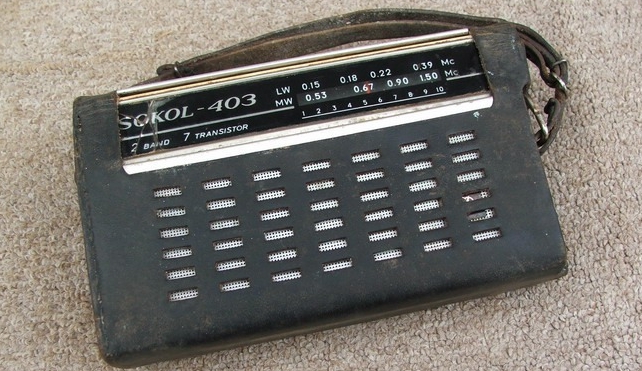 SOKOL-403
2 BAND 7 TRANSISTOR
LW 0.15 0.18 0.22 0.39 Mc
MW 0.53 0.67 0.90 1.50 Mc
1 2 3 4 5 6 7 8 9 10